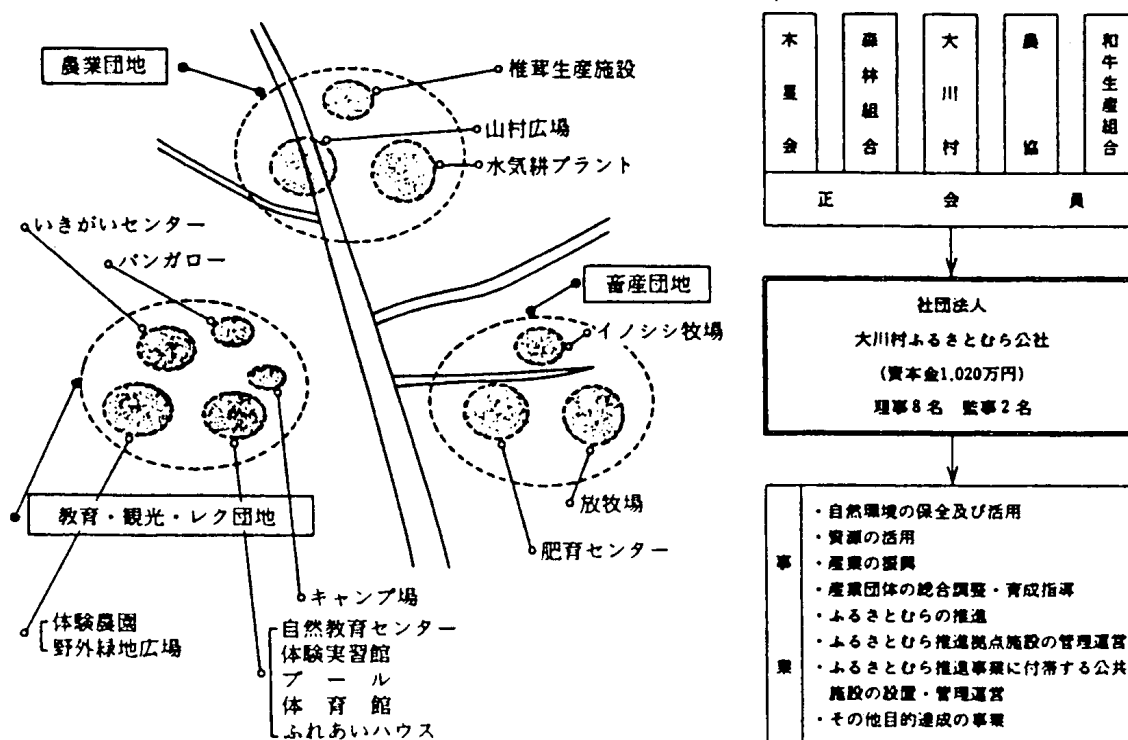 農業団地
椎茸生産施設
山村広場
水気耕プラント
いきがいセンター
バンガロー
畜産団地
イノシシ牧場
放牧場
肥育センター
教育・観光・レク団地
キャンプ場
体験農園
野外緑地広場
自然教育センター
体験実習館
プール
体育館
ふれあいハウス
木星会
森林組合
大川村
農協
和牛生産組合
正会員
社団法人
大川村ふるさとむら公社
(資本金1,020万円)
理事8名 監事2名
事業
・自然環境の保全及び活用
・資源の活用
・産業の振興
・産業団体の総合調整・育成指導
・ふるさとむらの推進
・ふるさとむら推進拠点施設の管理運営
・ふるさとむら推進事業に付帯する公共
施設の設置・管理運営
・その他目的達成の事業